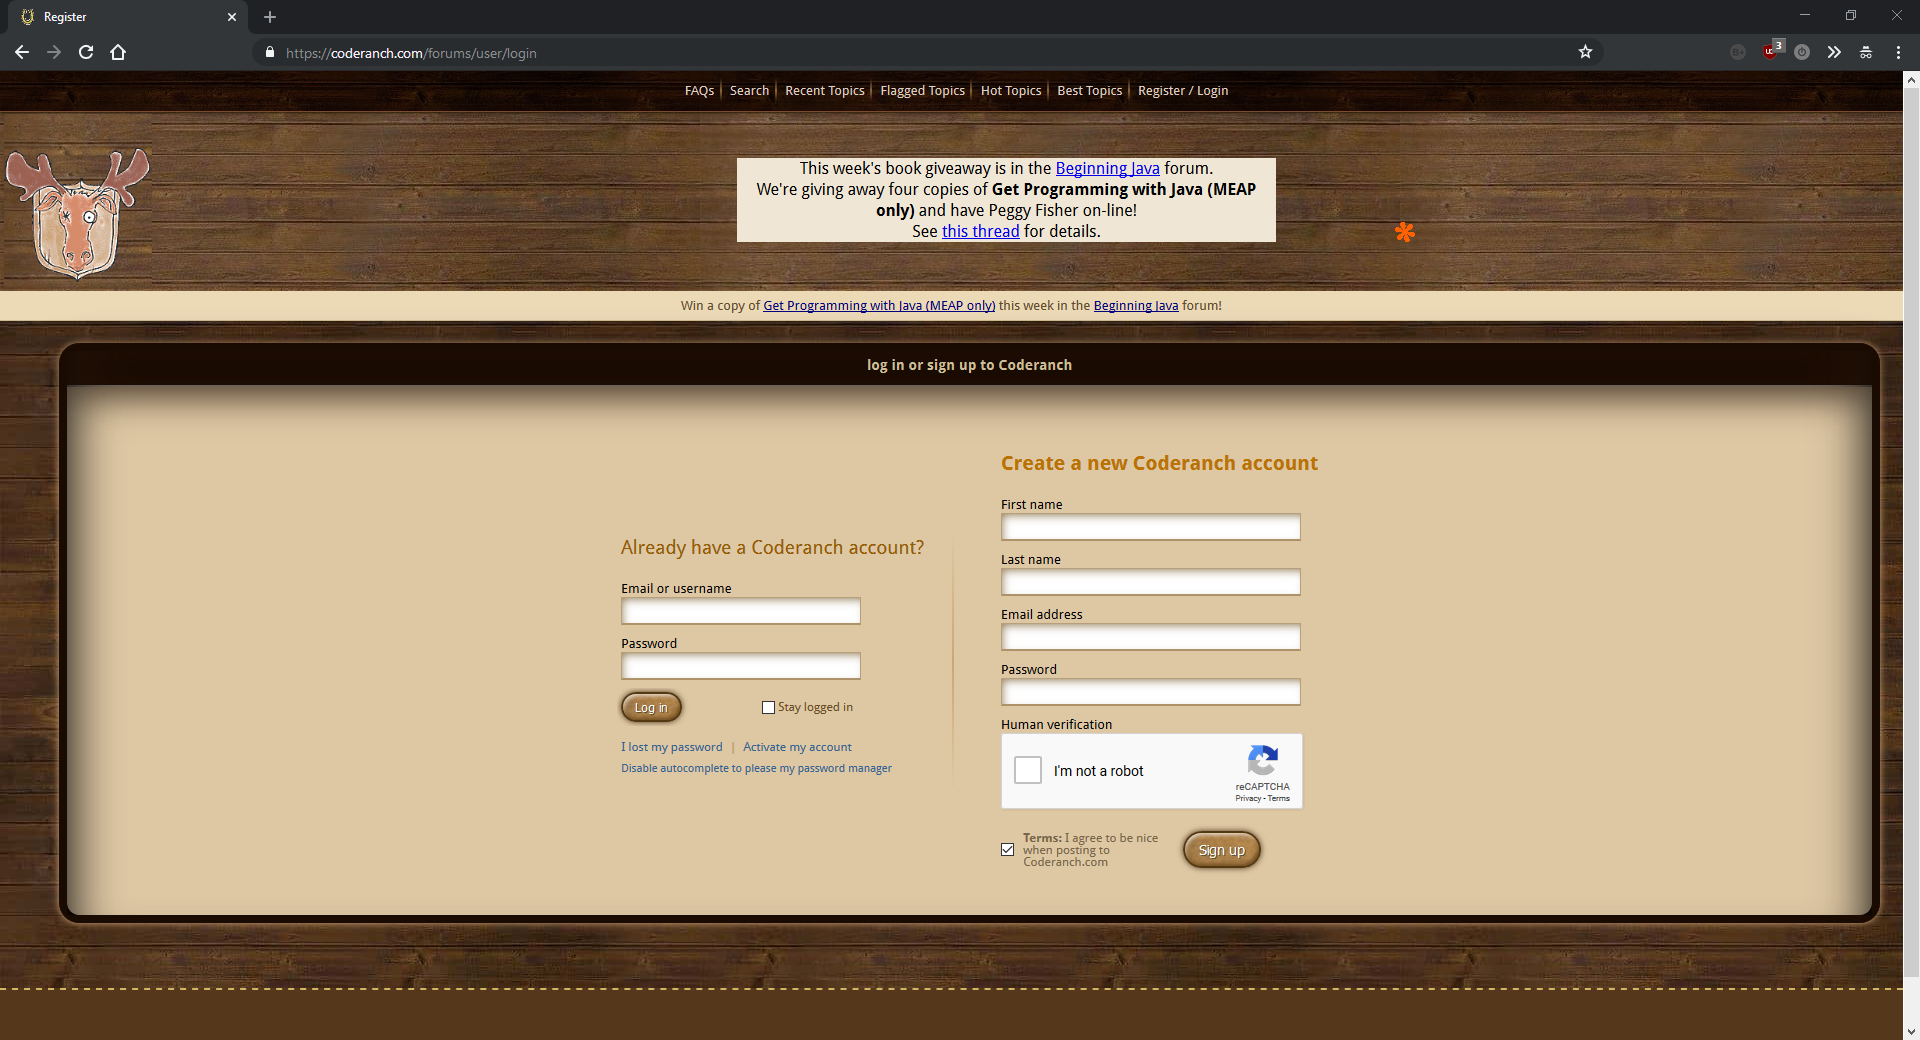 Register
https://coderanch.com/forums/user/login
3
FAQs
Search
Recent Topics
Flagged Topics
Hot Topics
Best Topics
Register / Login
This week's book giveaway is in the Beginning Java forum.
We're giving away four copies of Get Programming with Java (MEAP
only) and have Peggy Fisher on-line!
See this thread for details.
Win a copy of Get Programming with Java (MEAP only) this week in the Beginning Java forum!
log in or sign up to Coderanch
Already have a Coderanch account?
Email or username
Password
Log in
Stay logged in
I lost my password | Activate my account
Disable autocomplete to please my password manager
Create a new Coderanch account
First name
Last name
Email address
Password
Human verification
I'm not a robot
reCAPTCHA
Privacy - Terms
Terms: I agree to be nice
when posting to
Coderanch.com
Sign up